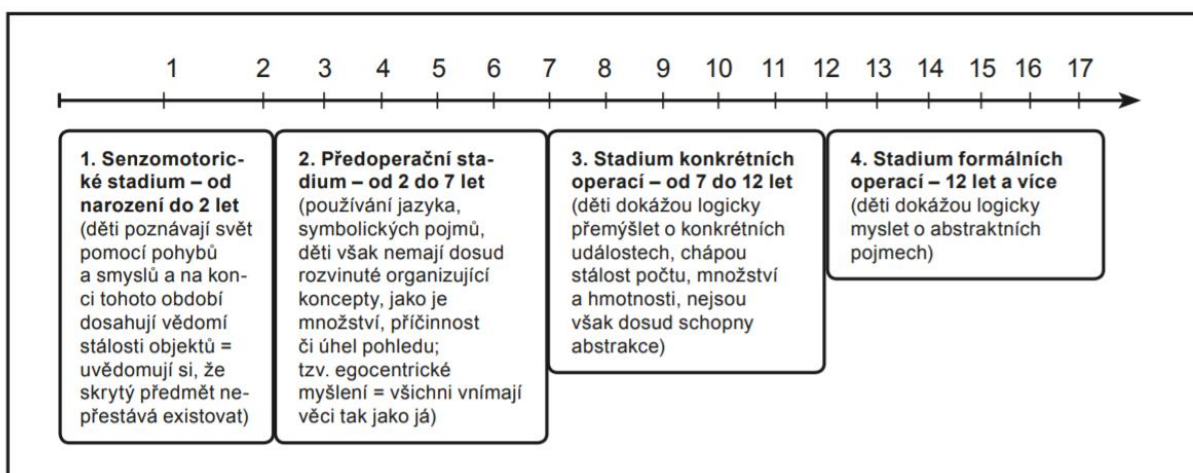 1 2 3 4 5 6 7 8 9 10 11 12 13 14 15 16 17
1. Senzomotoric-
ké stadium – od
narození do 2 let
(děti poznávají svět
pomocí pohybů
a smyslů a na kon-
ci tohoto období
dosahují vědomí
stálosti objektů =
uvědomují si, že
skrytý předmět ne-
přestává existovat)
2. Předoperační sta-
dium – od 2 do 7 let
(používání jazyka,
symbolických pojmů,
děti však nemají dosud
rozvinuté organizující
koncepty, jako je
množství, příčinnost
či úhel pohledu;
tzv. egocentrické
myšlení = všichni vnímají
věci tak jako já)
3. Stadium konkrétních
operací – od 7 do 12 let
(děti dokážou logicky
přemýšlet o konkrétních
událostech, chápou
stálost počtu, množství
a hmotnosti, nejsou
však dosud schopny
abstrakce)
4. Stadium formálních
operací – 12 let a více
(děti dokážou logicky
myslet o abstraktních
pojmech)